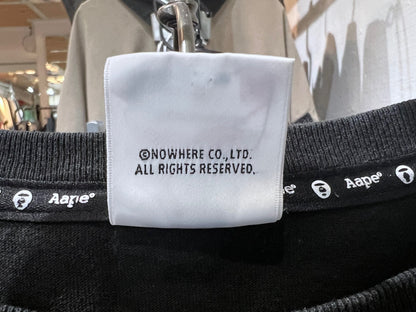 ©NOWHERE CO.,LTD.
ALL RIGHTS RESERVED.
Aape®
Aape®